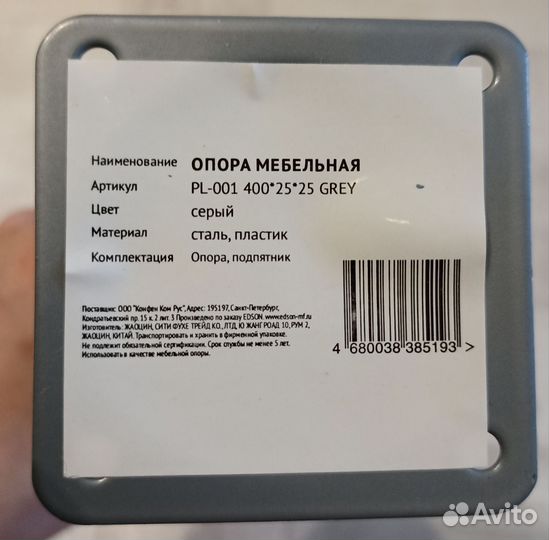 Наименование ОПОРА МЕБЕЛЬНАЯ
Артикул PL-001 400*25*25 GREY
Цвет серый
Материал сталь, пластик
Комплектация Опора, подпятник
Поставщик: ООО "Комфен Ком Рус", Адрес: 195197, Санкт-Петербург,
Кондратьевский пр. 15 к. 2 лит. 3 Произведено по заказу EDSON. www.edson-mf.ru
Изготовитель: ЖАОЦИН, СИТИ ФУХЕ ТРЕЙД КО., ЛТД, Ю ЖАНГ РОАД 10, РУМ 2,
ЖАОЦИН, КИТАЙ. Транспортировать и хранить в фирменной упаковке.
Не подлежит обязательной сертификации. Срок службы не менее 5 лет.
Использовать в качестве мебельной опоры.
4 680038 385193 >
Avito